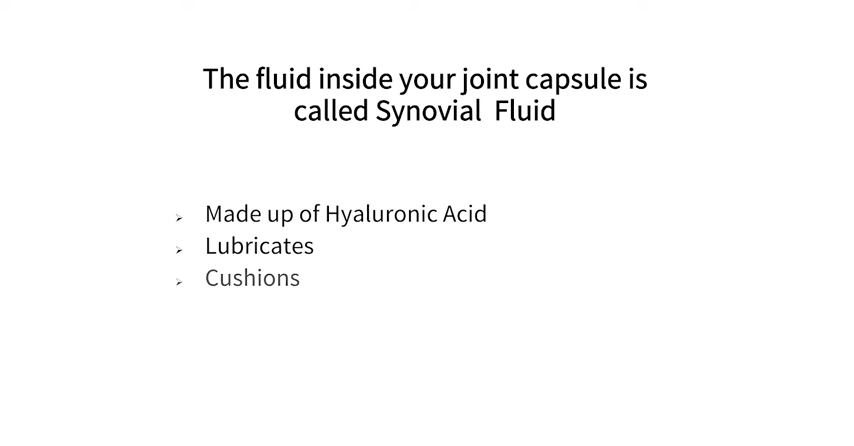 The fluid inside your joint capsule is
called Synovial  Fluid
Made up of Hyaluronic Acid
Lubricates
Cushions